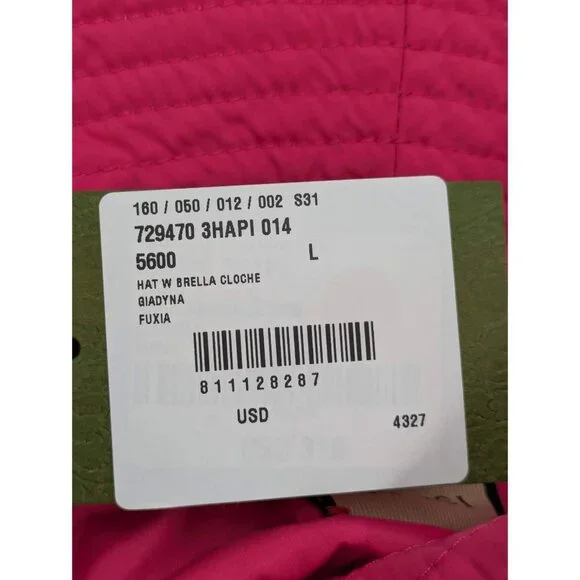 160 / 050 / 012 / 002 S31
729470 3HAPI 014
5600 L
HAT W BRELLA CLOCHE
GIADYNA
FUXIA
811128287
USD
4327